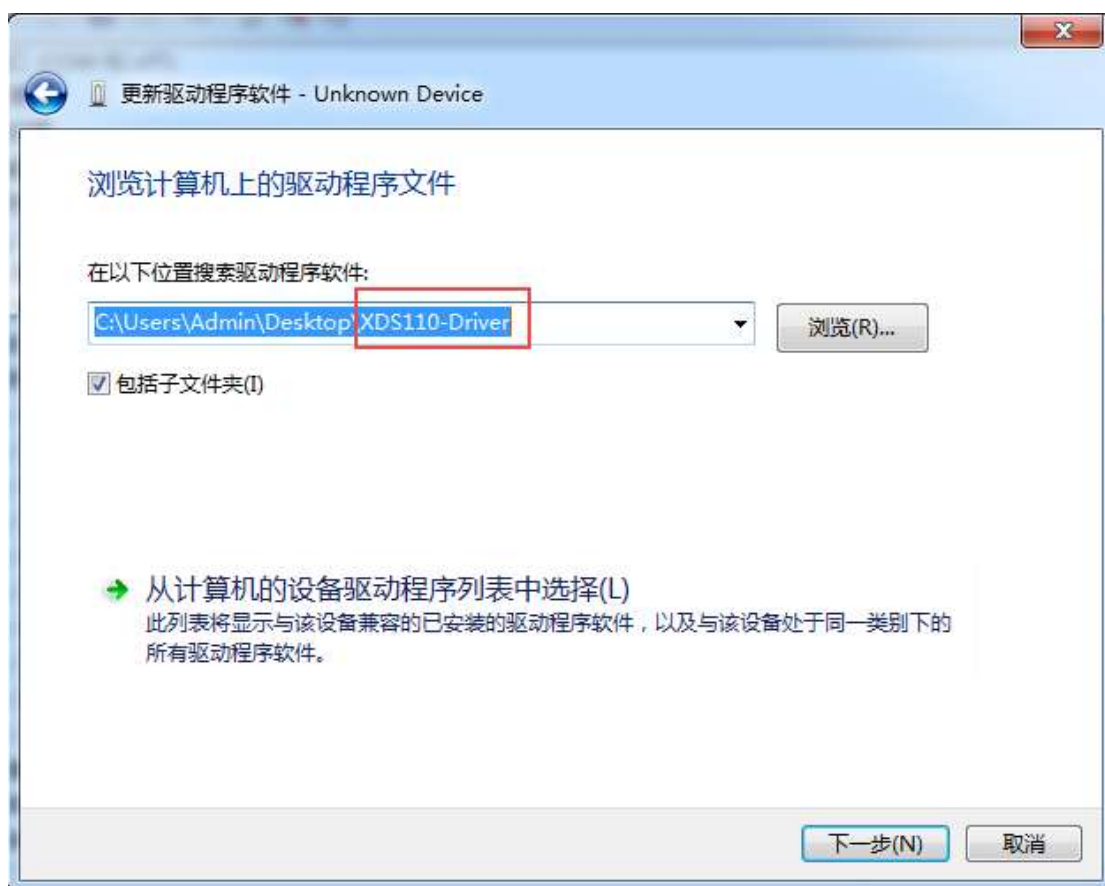 更新驱动程序软件 - Unknown Device
浏览计算机上的驱动程序文件
在以下位置搜索驱动程序软件:
C:\Users\Admin\Desktop\XDS110-Driver
浏览(R)...
包括子文件夹(I)
从计算机的设备驱动程序列表中选择(L)
此列表将显示与该设备兼容的已安装的驱动程序软件，以及与该设备处于同一类别下的
所有驱动程序软件。
下一步(N)
取消